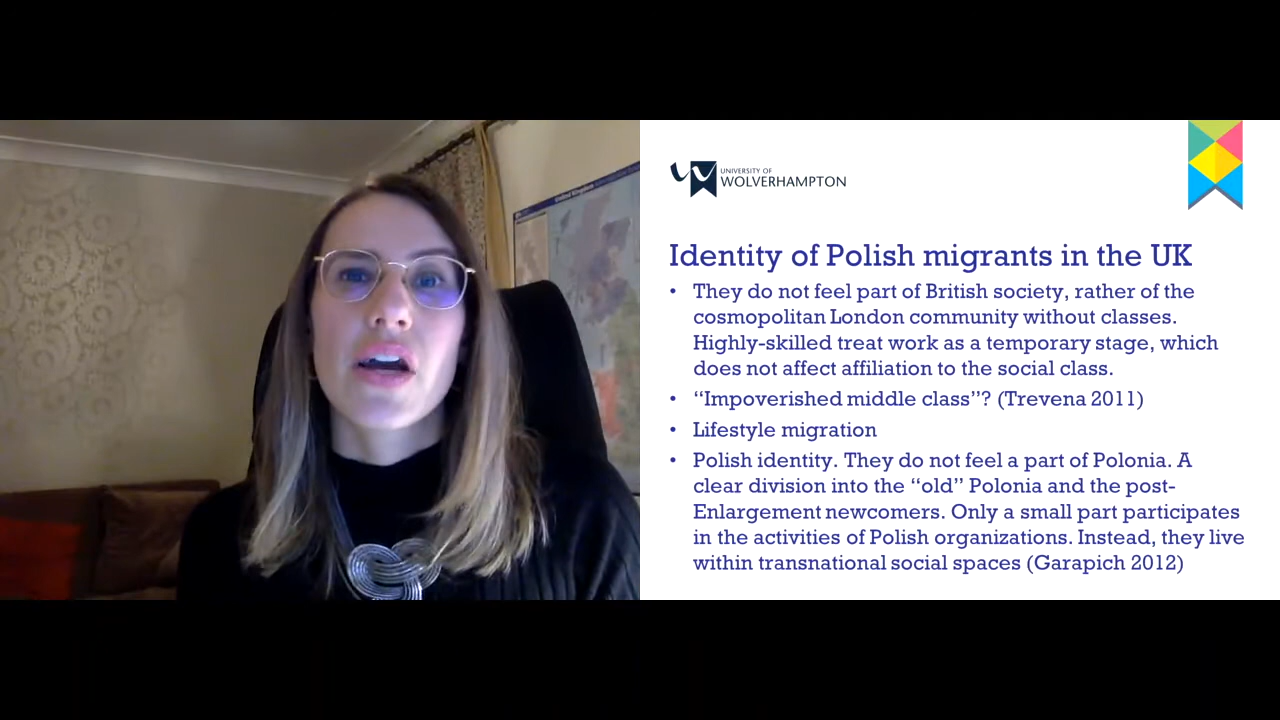 United Kingdom
UNIVERSITY OF
WOLVERHAMPTON
Identity of Polish migrants in the UK
• They do not feel part of British society, rather of the
cosmopolitan London community without classes.
Highly-skilled treat work as a temporary stage, which
does not affect affiliation to the social class.
• “Impoverished middle class”? (Trevena 2011)
• Lifestyle migration
• Polish identity. They do not feel a part of Polonia. A
clear division into the “old” Polonia and the post-
Enlargement newcomers. Only a small part participates
in the activities of Polish organizations. Instead, they live
within transnational social spaces (Garapich 2012)